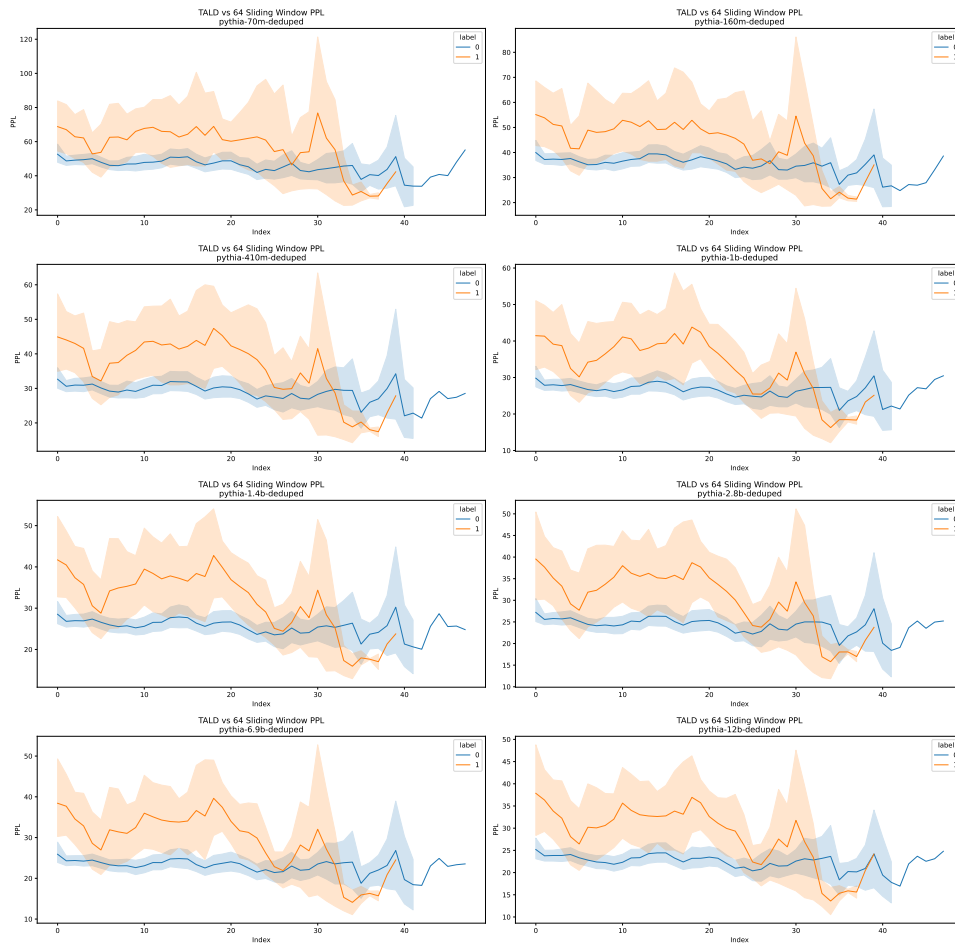 TALD vs 64 Sliding Window PPL
pythia-70m-deduped
label
0
1
PPL
120
100
80
60
40
20
0
10
20
30
40
Index
TALD vs 64 Sliding Window PPL
pythia-160m-deduped
label
0
1
PPL
80
70
60
50
40
30
20
0
10
20
30
40
Index
TALD vs 64 Sliding Window PPL
pythia-410m-deduped
label
0
1
PPL
60
50
40
30
20
0
10
20
30
40
Index
TALD vs 64 Sliding Window PPL
pythia-1b-deduped
label
0
1
PPL
60
50
40
30
20
10
0
10
20
30
40
Index
TALD vs 64 Sliding Window PPL
pythia-1.4b-deduped
label
0
1
PPL
50
40
30
20
0
10
20
30
40
Index
TALD vs 64 Sliding Window PPL
pythia-2.8b-deduped
label
0
1
PPL
50
45
40
35
30
25
20
15
10
0
10
20
30
40
Index
TALD vs 64 Sliding Window PPL
pythia-6.9b-deduped
label
0
1
PPL
50
40
30
20
10
0
10
20
30
40
Index
TALD vs 64 Sliding Window PPL
pythia-12b-deduped
label
0
1
PPL
50
45
40
35
30
25
20
15
10
0
10
20
30
40
Index